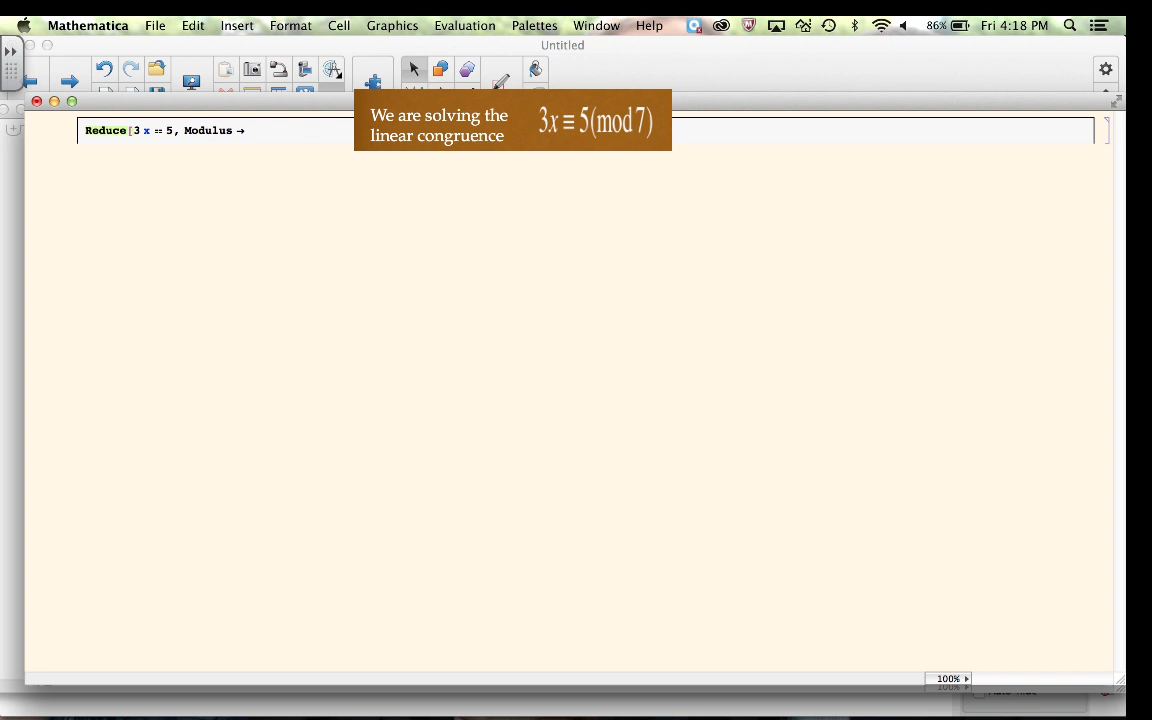 Mathematica File Edit Insert Format Cell Graphics Evaluation Palettes Window Help 86% Fri 4:18 PM
Untitled
We are solving the
linear congruence
3x ≡ 5(mod 7)
Reduce[3 x == 5, Modulus →
100%
100%